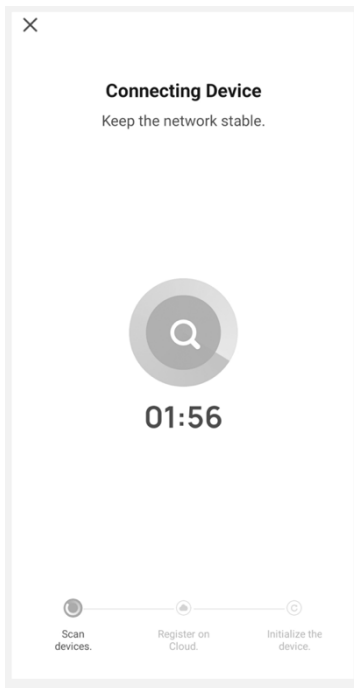 Connecting Device
Keep the network stable.
01:56
Scan
devices.
Register on
Cloud.
Initialize the
device.